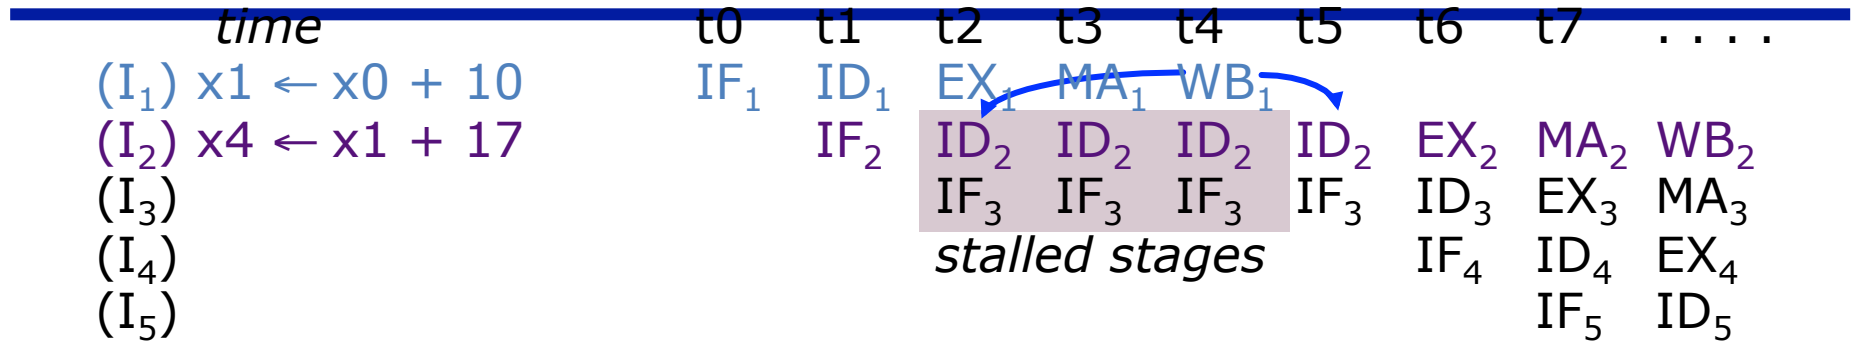 time t0 t1 t2 t3 t4 t5 t6 t7 . . . .
(I₁) x1 ← x0 + 10 IF₁ ID₁ EX₁ MA₁ WB₁
(I₂) x4 ← x1 + 17 IF₂ ID₂ ID₂ ID₂ ID₂ EX₂ MA₂ WB₂
(I₃) IF₃ IF₃ IF₃ IF₃ ID₃ EX₃ MA₃
(I₄) stalled stages IF₄ ID₄ EX₄
(I₅) IF₅ ID₅